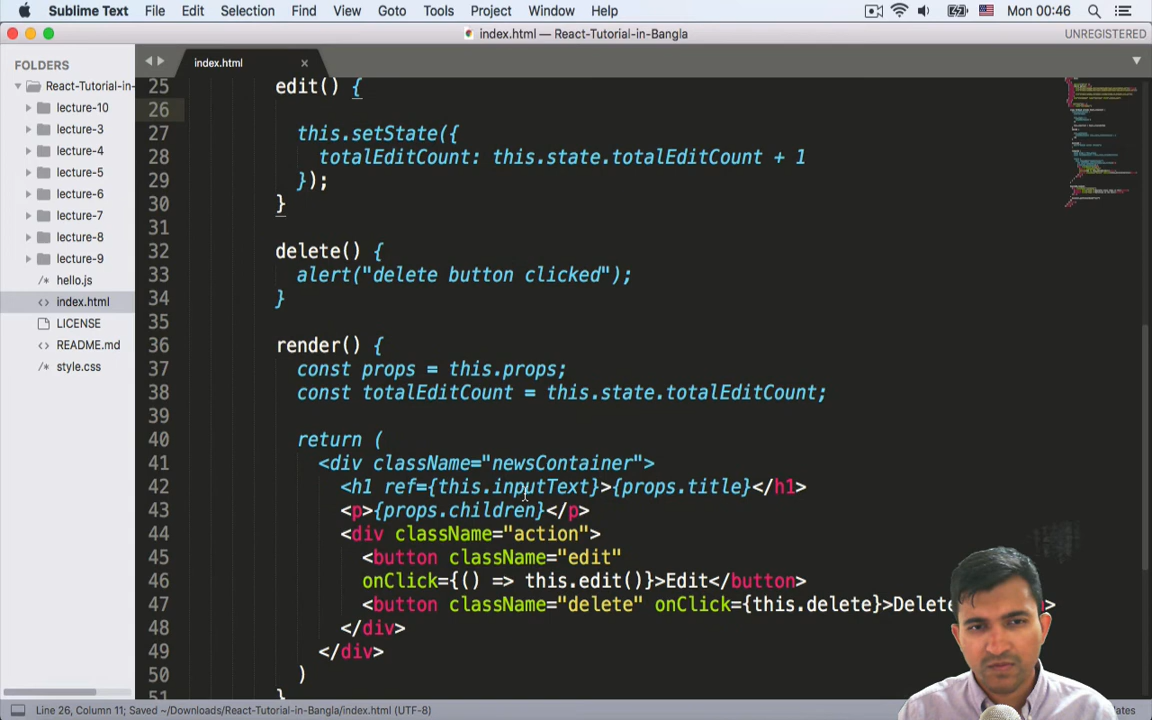 Sublime Text File Edit Selection Find View Goto Tools Project Window Help Mon 00:46
index.html — React-Tutorial-in-Bangla UNREGISTERED
FOLDERS
React-Tutorial-in-
lecture-10
lecture-3
lecture-4
lecture-5
lecture-6
lecture-7
lecture-8
lecture-9
hello.js
index.html
LICENSE
README.md
style.css
index.html
25 edit() {
26
27 this.setState({
28 totalEditCount: this.state.totalEditCount + 1
29 });
30 }
31
32 delete() {
33 alert("delete button clicked");
34 }
35
36 render() {
37 const props = this.props;
38 const totalEditCount = this.state.totalEditCount;
39
40 return (
41 <div className="newsContainer">
42 <h1 ref={this.inputText}>{props.title}</h1>
43 <p>{props.children}</p>
44 <div className="action">
45 <button className="edit"
46 onClick={() => this.edit()}>Edit</button>
47 <button className="delete" onClick={this.delete}>Delete
48 </div>
49 </div>
50 )
51 }
Line 26, Column 11; Saved ~/Downloads/React-Tutorial-in-Bangla/index.html (UTF-8)